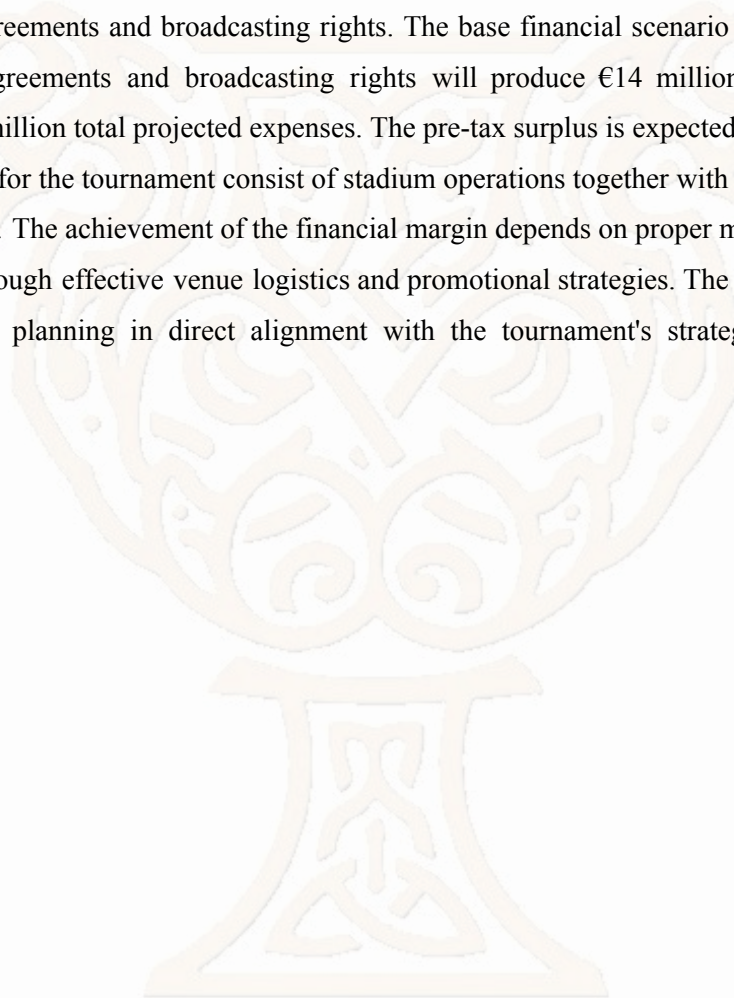 reements and broadcasting rights. The base financial scenario
greements and broadcasting rights will produce €14 million
nillion total projected expenses. The pre-tax surplus is expected
for the tournament consist of stadium operations together with
The achievement of the financial margin depends on proper m
ough effective venue logistics and promotional strategies. The
planning in direct alignment with the tournament's strateg